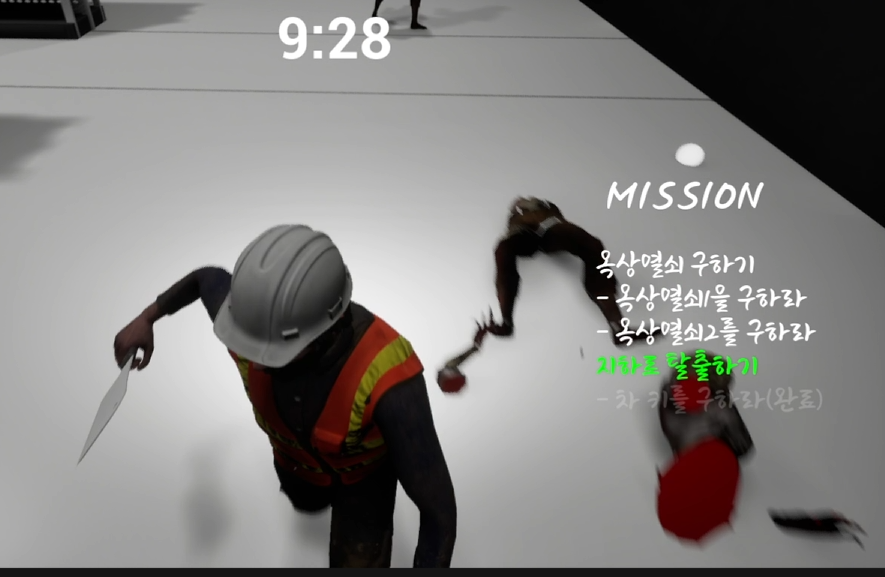 9:28
MISSION
옥상열쇠 구하기
- 옥상열쇠1을 구하라
- 옥상열쇠2를 구하라
지하로 탈출하기
- 차 키를 구하라(완료)